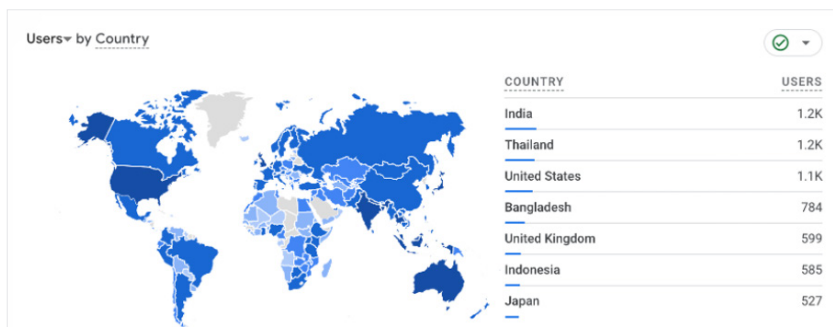 Users by Country
COUNTRY USERS
India 1.2K
Thailand 1.2K
United States 1.1K
Bangladesh 784
United Kingdom 599
Indonesia 585
Japan 527